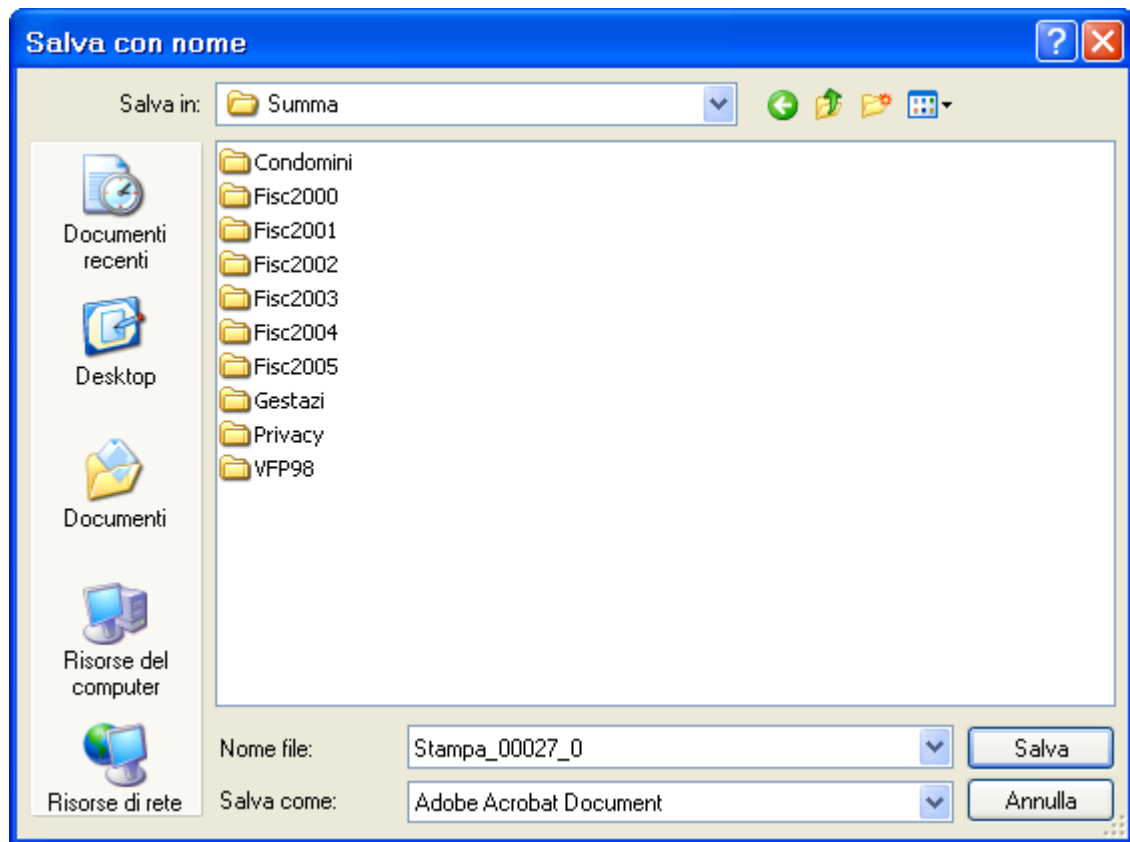 Salva con nome
Salva in: Summa
Documenti recenti
Desktop
Documenti
Risorse del computer
Risorse di rete
Condomini
Fisc2000
Fisc2001
Fisc2002
Fisc2003
Fisc2004
Fisc2005
Gestazi
Privacy
VFP98
Nome file: Stampa_00027_0 Salva
Salva come: Adobe Acrobat Document Annulla